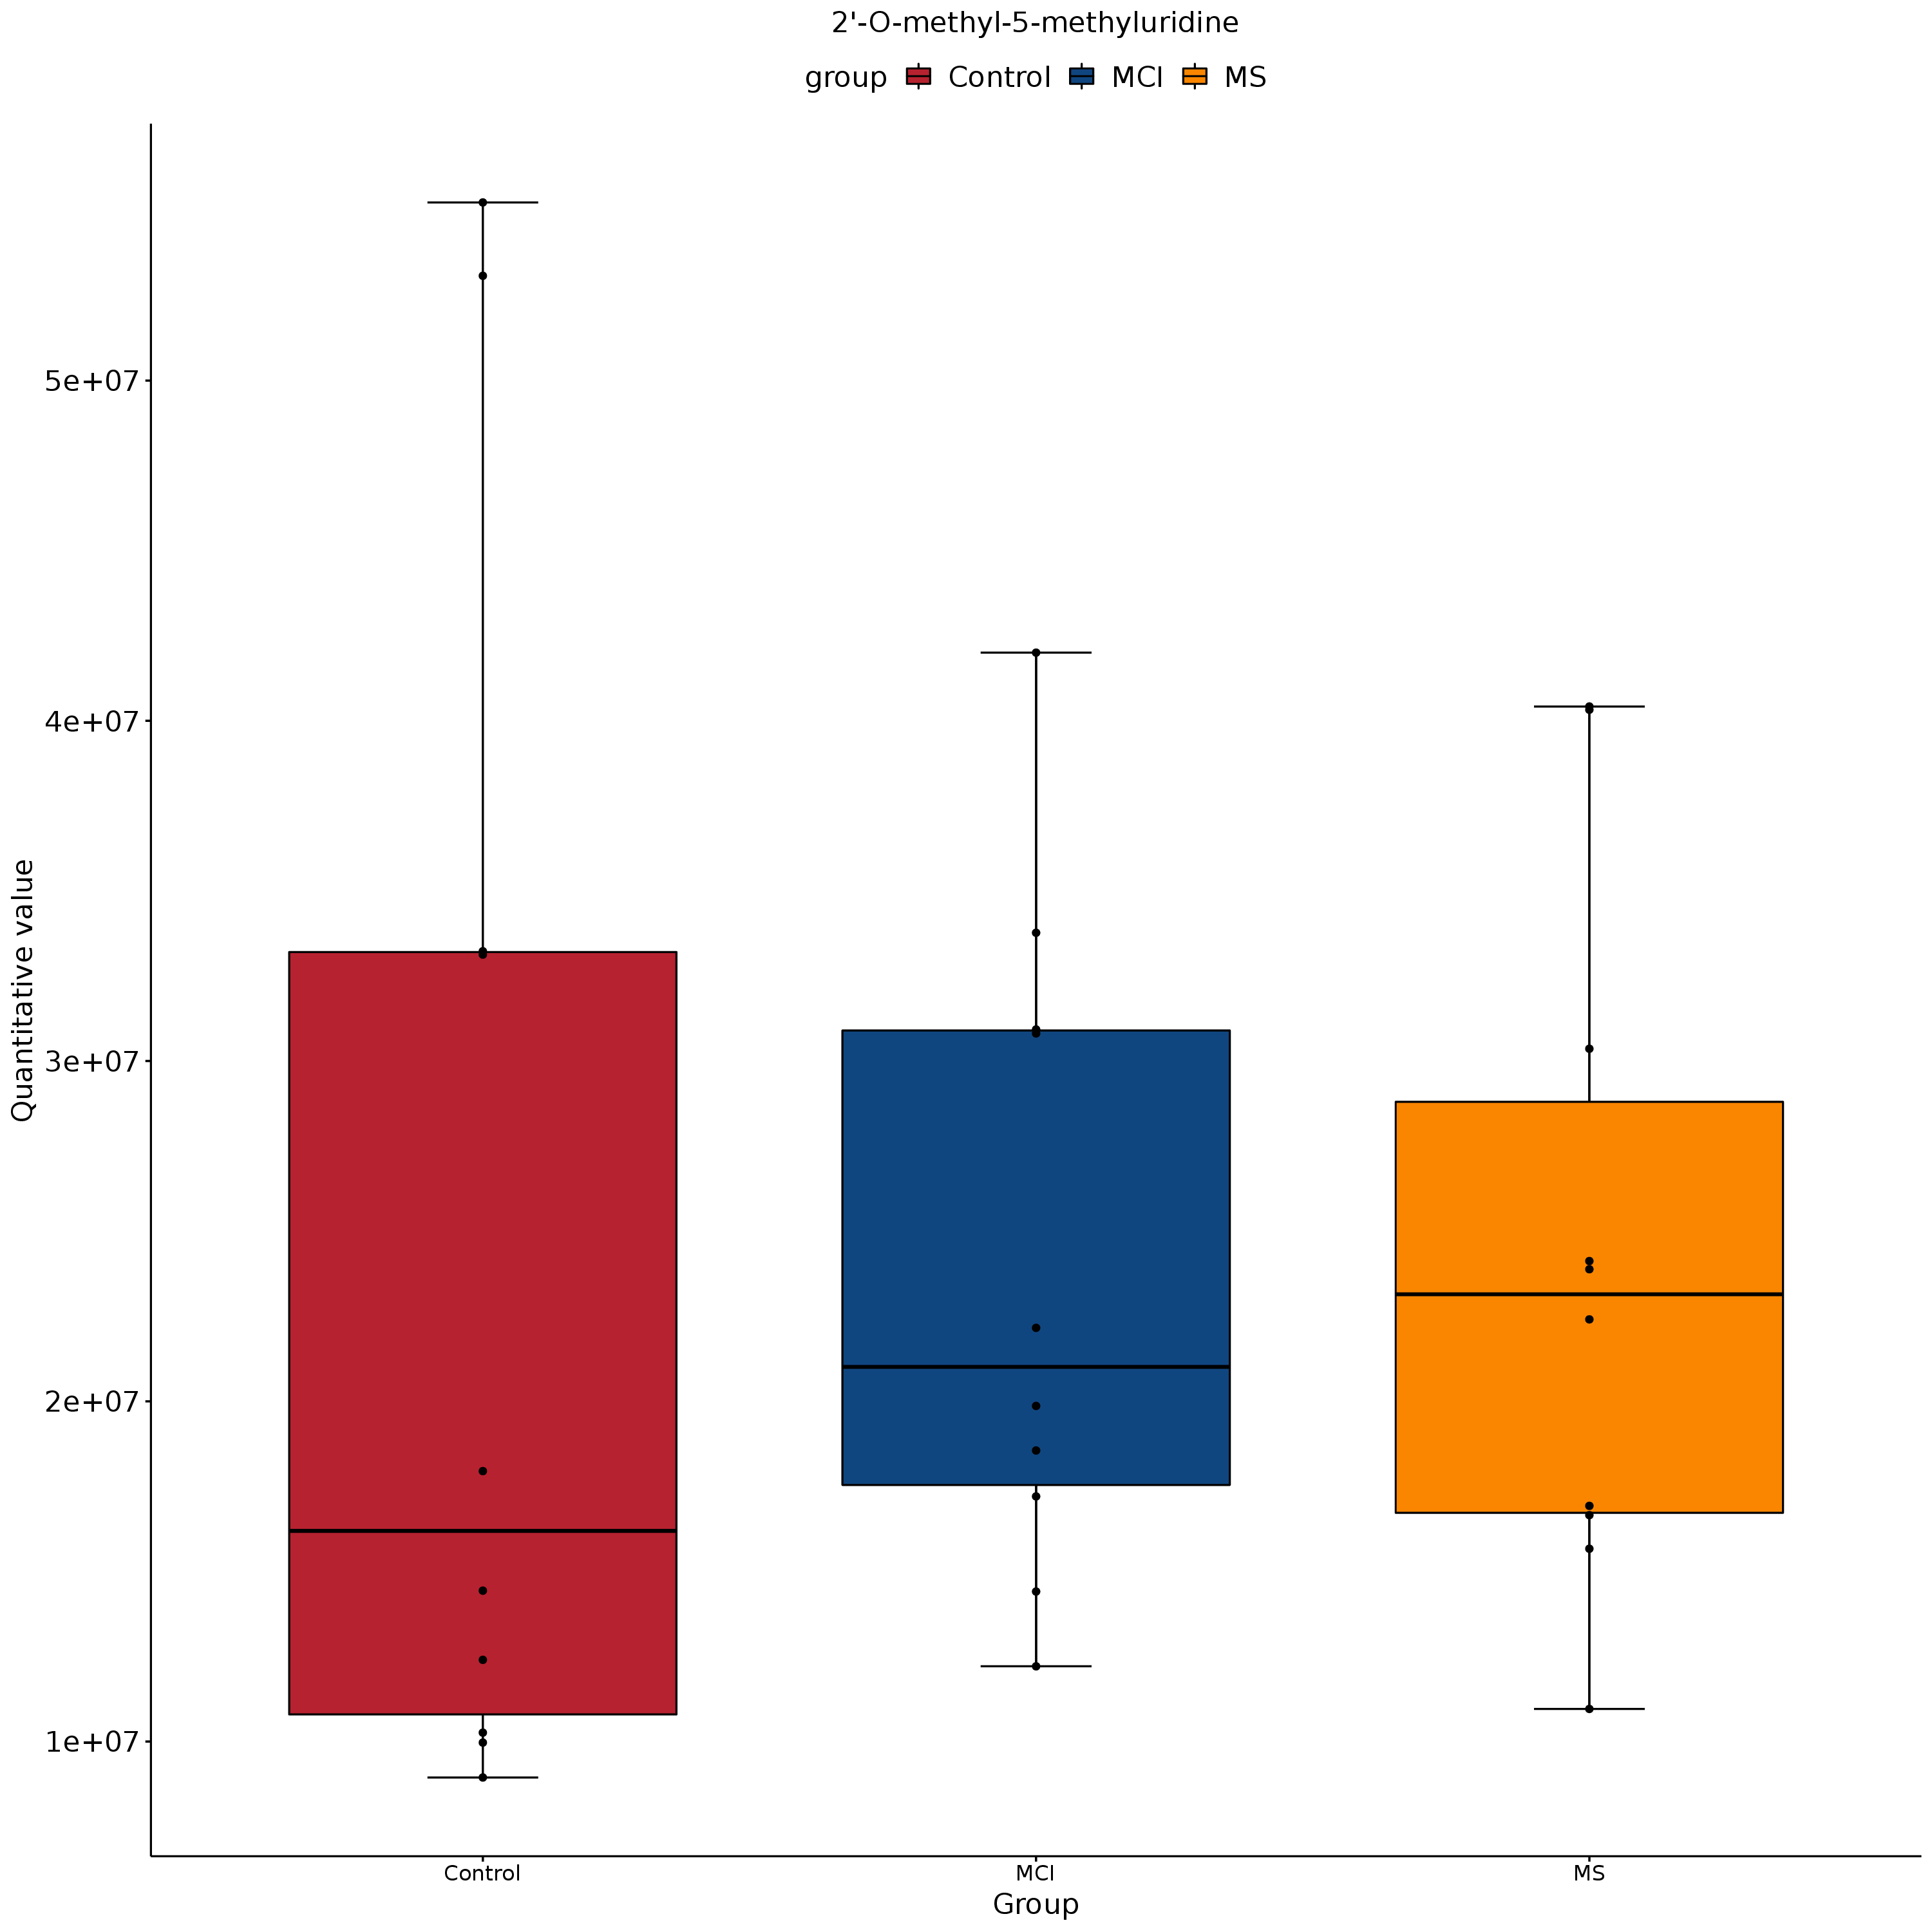 2'-O-methyl-5-methyluridine
group Control MCI MS
5e+07
4e+07
3e+07
2e+07
1e+07
Quantitative value
Control MCI MS
Group